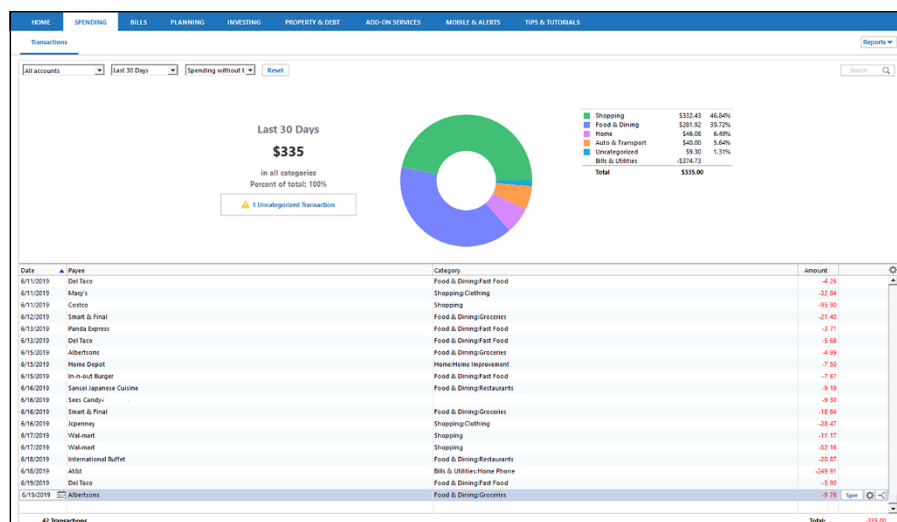 HOME SPENDING BILLS PLANNING INVESTING PROPERTY & DEBT ADD-ON SERVICES MOBILE & ALERTS TIPS & TUTORIALS
Transactions Reports
All accounts Last 30 Days Spending without t Reset Search
Last 30 Days
$335
in all categories
Percent of total: 100%
1 Uncategorized Transaction
Shopping $332.43 46.84%
Food & Dining $281.92 39.72%
Home $46.08 6.49%
Auto & Transport $40.00 5.64%
Uncategorized $9.30 1.31%
Bills & Utilities -$374.73
Total $335.00
Date Payee Category Amount
6/11/2019 Del Taco Food & Dining:Fast Food -4 26
6/11/2019 Macy's Shopping:Clothing -32 84
6/11/2019 Costco Shopping -95 90
6/12/2019 Smart & Final Food & Dining:Groceries -21 40
6/13/2019 Panda Express Food & Dining:Fast Food -3 71
6/13/2019 Del Taco Food & Dining:Fast Food -5 68
6/15/2019 Albertsons Food & Dining:Groceries -4 99
6/15/2019 Home Depot Home:Home Improvement -7 50
6/15/2019 In-n-out Burger Food & Dining:Fast Food -7 67
6/16/2019 Sansei Japanese Cuisine Food & Dining:Restaurants -9 19
6/16/2019 Sees Candy -9 30
6/16/2019 Smart & Final Food & Dining:Groceries -18 84
6/16/2019 Jcpenney Shopping:Clothing -28 47
6/17/2019 Wal-mart Shopping -11 17
6/17/2019 Wal-mart Shopping -52 16
6/18/2019 International Buffet Food & Dining:Restaurants -20 87
6/18/2019 At&t Bills & Utilities:Home Phone -249 91
6/19/2019 Del Taco Food & Dining:Fast Food -5 90
6/19/2019 Albertsons Food & Dining:Groceries -9 76 Save
42 Transactions Total: -335.00